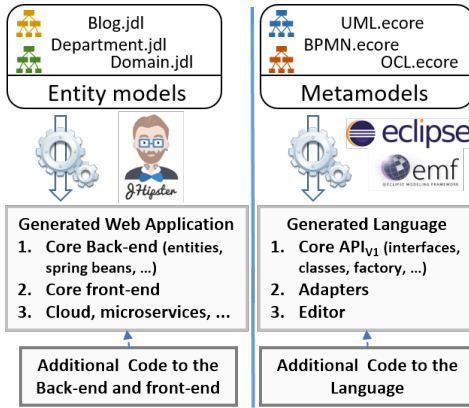 Blog.jdl
Department.jdl
Domain.jdl
Entity models
JHipster
Generated Web Application
1. Core Back-end (entities,
spring beans, ...)
2. Core front-end
3. Cloud, microservices, ...
Additional Code to the
Back-end and front-end
UML.ecore
BPMN.ecore
OCL.ecore
Metamodels
eclipse
emf
ECLIPSE MODELING FRAMEWORK
Generated Language
1. Core API V1 (interfaces,
classes, factory, ...)
2. Adapters
3. Editor
Additional Code to the
Language